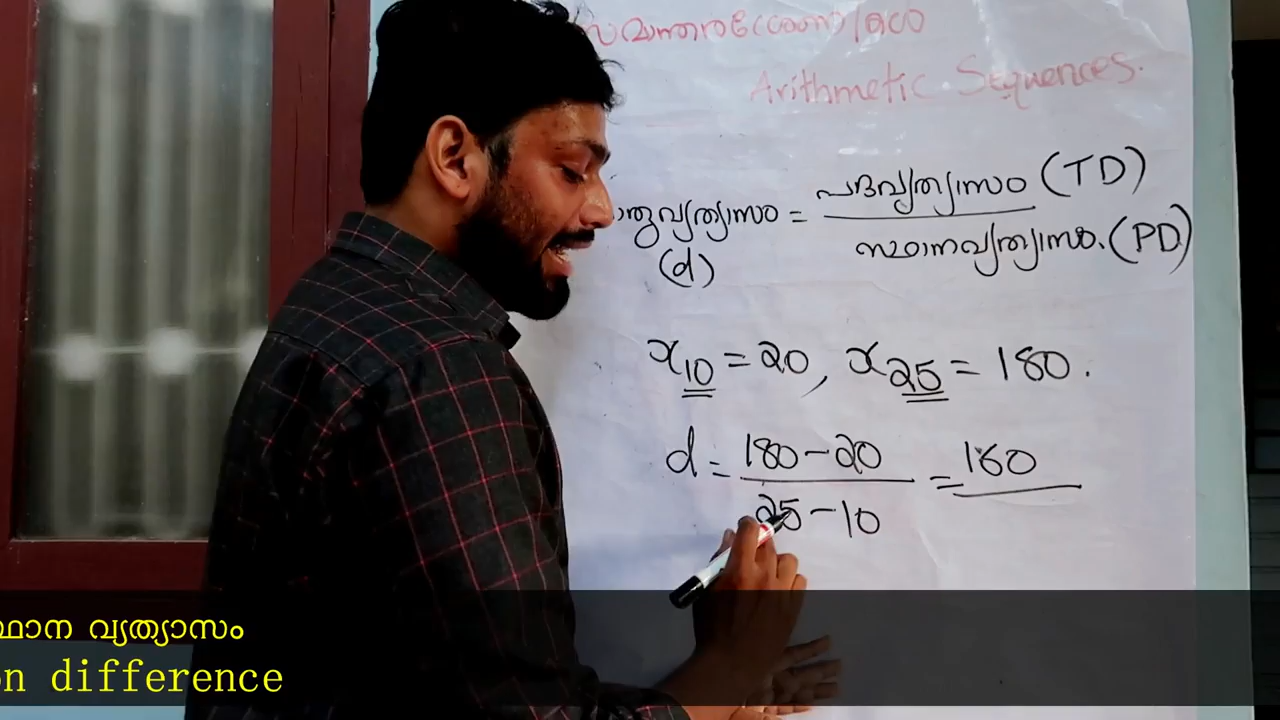 Arithmetic Sequences.
പദവ്യത്യാസം (TD)
=
സ്ഥാനവ്യത്യാസം. (PD)
(d)
x10 = 20, x25 = 180.
d = 180 - 20 = 160
25 - 10
വ്യത്യാസം
difference